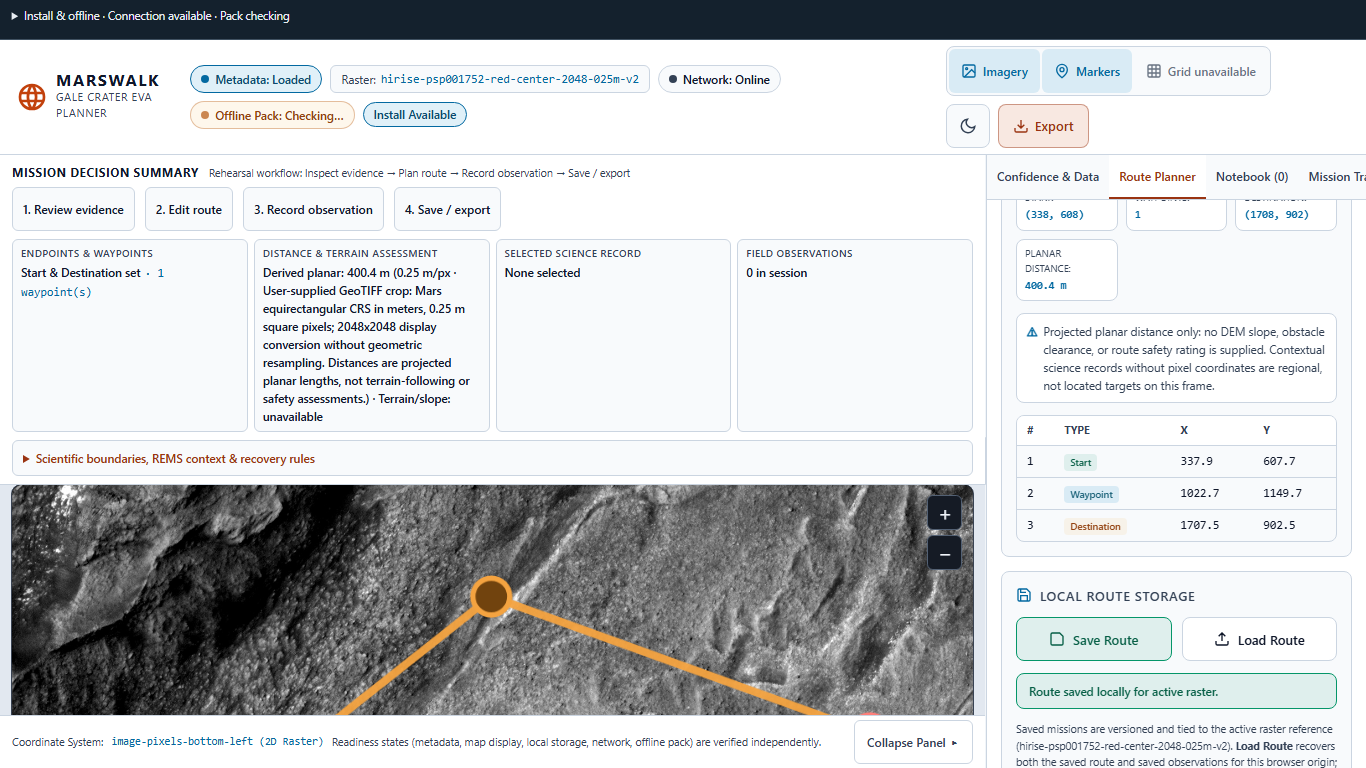 ▸ Install & offline · Connection available · Pack checking
MARSWALK
GALE CRATER EVA
PLANNER
Metadata: Loaded
Raster: hirise-psp001752-red-center-2048-025m-v2
Network: Online
Offline Pack: Checking...
Install Available
Imagery
Markers
Grid unavailable
Export
MISSION DECISION SUMMARY Rehearsal workflow: Inspect evidence → Plan route → Record observation → Save / export
1. Review evidence
2. Edit route
3. Record observation
4. Save / export
ENDPOINTS & WAYPOINTS
Start & Destination set · 1
waypoint(s)
DISTANCE & TERRAIN ASSESSMENT
Derived planar: 400.4 m (0.25 m/px ·
User-supplied GeoTIFF crop: Mars
equirectangular CRS in meters, 0.25 m
square pixels; 2048x2048 display
conversion without geometric
resampling. Distances are projected
planar lengths, not terrain-following or
safety assessments.) · Terrain/slope:
unavailable
SELECTED SCIENCE RECORD
None selected
FIELD OBSERVATIONS
0 in session
▸ Scientific boundaries, REMS context & recovery rules
+
−
Coordinate System: image-pixels-bottom-left (2D Raster) Readiness states (metadata, map display, local storage, network, offline pack) are verified independently.
Collapse Panel ▸
Confidence & Data
Route Planner
Notebook (0)
Mission Tra
(338, 608)
1
(1708, 902)
PLANAR
DISTANCE:
400.4 m
Projected planar distance only: no DEM slope, obstacle
clearance, or route safety rating is supplied. Contextual
science records without pixel coordinates are regional,
not located targets on this frame.
# TYPE X Y
1 Start 337.9 607.7
2 Waypoint 1022.7 1149.7
3 Destination 1707.5 902.5
LOCAL ROUTE STORAGE
Save Route
Load Route
Route saved locally for active raster.
Saved missions are versioned and tied to the active raster reference
(hirise-psp001752-red-center-2048-025m-v2). Load Route recovers
both the saved route and saved observations for this browser origin;